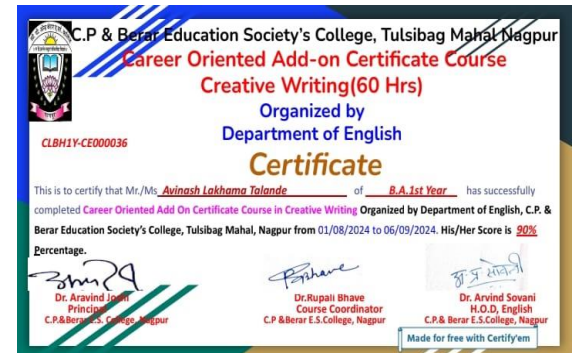 C.P & Berar Education Society's College, Tulsibag Mahal Nagpur
Career Oriented Add-on Certificate Course
Creative Writing(60 Hrs)
Organized by
Department of English
CLBH1Y-CE000036
Certificate
This is to certify that Mr./Ms Avinash Lakhama Talande of B.A.1st Year has successfully
completed Career Oriented Add On Certificate Course in Creative Writing Organized by Department of English, C.P. &
Berar Education Society's College, Tulsibag Mahal, Nagpur from 01/08/2024 to 06/09/2024. His/Her Score is 90%
Percentage.
Bhave
Dr. Aravind Joshi Dr.Rupali Bhave Dr. Arvind Sovani
Principal Course Coordinator H.O.D, English
C.P.&Berar E.S. College, Nagpur C.P &Berar E.S.College, Nagpur C.P.& Berar E.S.College, Nagpur
Made for free with Certify'em